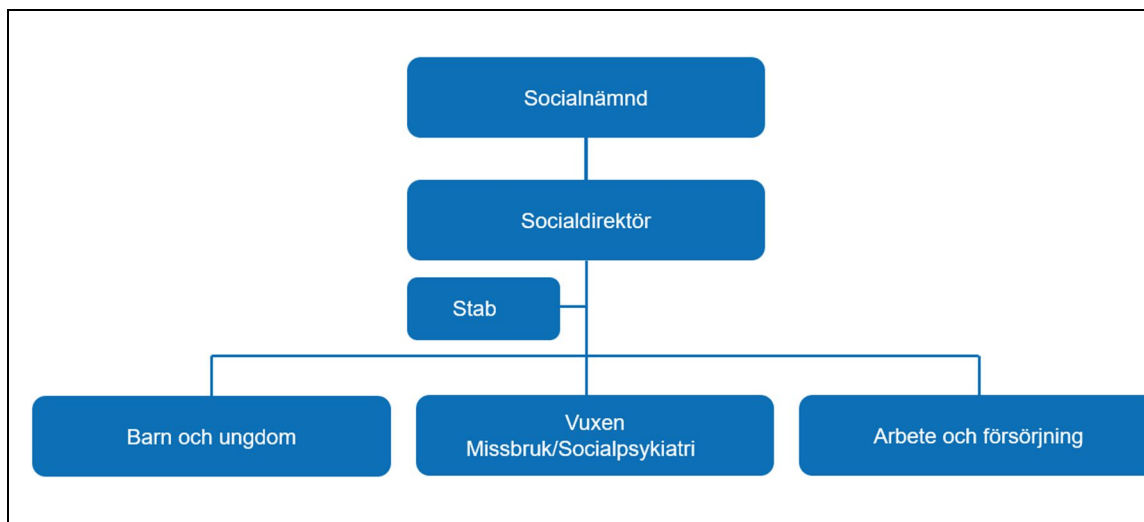 Socialnämnd
Socialdirektör
Stab
Barn och ungdom
Vuxen
Missbruk/Socialpsykiatri
Arbete och försörjning